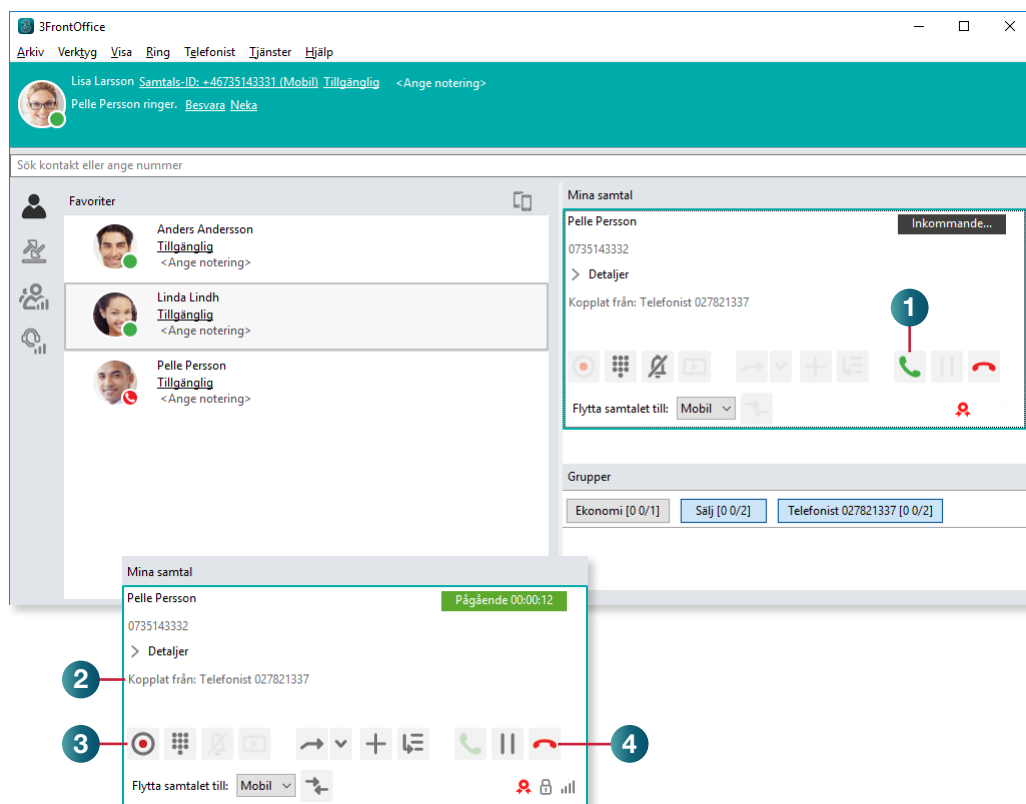 3FrontOffice
Arkiv Verktyg Visa Ring Telefonist Tjänster Hjälp
Lisa Larsson Samtals-ID: +46735143331 (Mobil) Tillgänglig <Ange notering>
Pelle Persson ringer. Besvara Neka
Sök kontakt eller ange nummer
Favoriter
Anders Andersson
Tillgänglig
<Ange notering>
Linda Lindh
Tillgänglig
<Ange notering>
Pelle Persson
Tillgänglig
<Ange notering>
Mina samtal
Pelle Persson Inkommande...
0735143332
Detaljer
Kopplat från: Telefonist 027821337
1
Flytta samtalet till: Mobil
Grupper
Ekonomi [0 0/1] Sälj [0 0/2] Telefonist 027821337 [0 0/2]
Mina samtal
Pelle Persson Pågående 00:00:12
0735143332
Detaljer
2 Kopplat från: Telefonist 027821337
3 4
Flytta samtalet till: Mobil